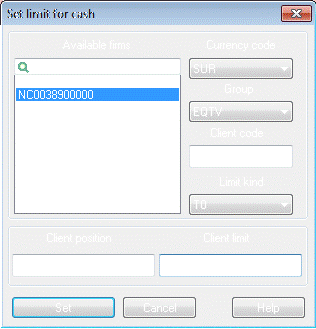 Set limit for cash
Available firms
Currency code
SUR
NC0038900000
Group
EQTV
Client code
Limit kind
T0
Client position
Client limit
Set
Cancel
Help